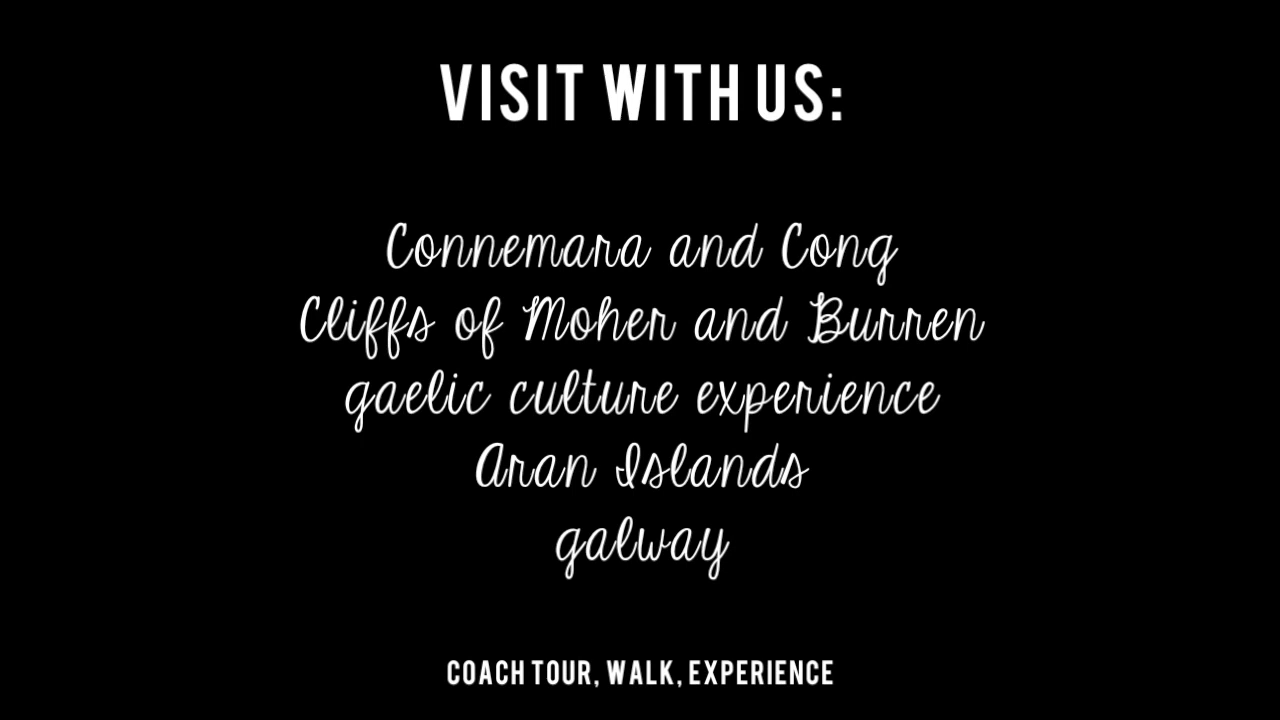 VISIT WITH US:
Connemara and Cong
Cliffs of Moher and Burren
gaelic culture experience
Aran Islands
galway
COACH TOUR, WALK, EXPERIENCE